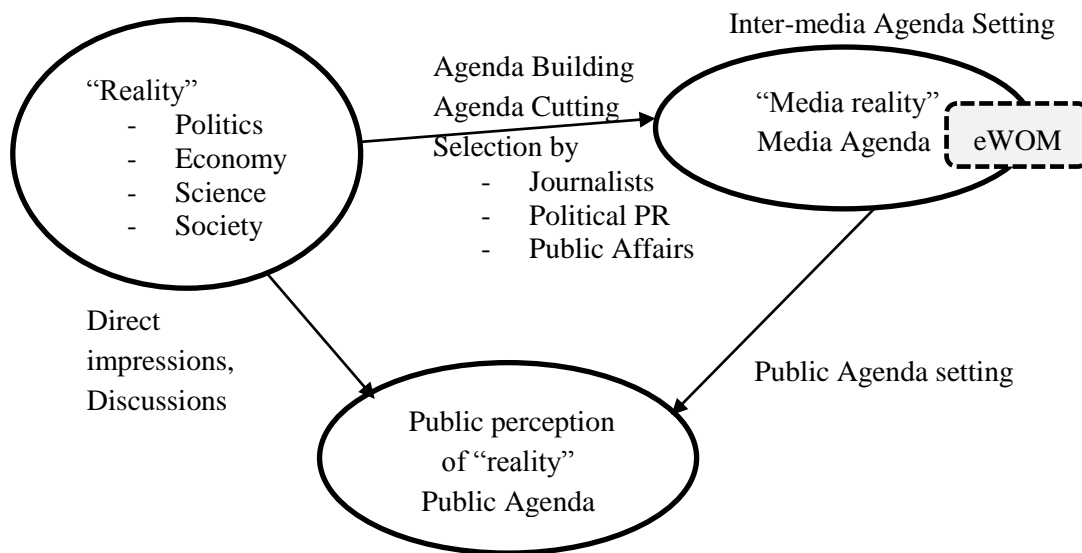 Inter-media Agenda Setting
“Reality”
- Politics
- Economy
- Science
- Society
Agenda Building
Agenda Cutting
Selection by
- Journalists
- Political PR
- Public Affairs
“Media reality”
Media Agenda
eWOM
Direct
impressions,
Discussions
Public Agenda setting
Public perception
of “reality”
Public Agenda